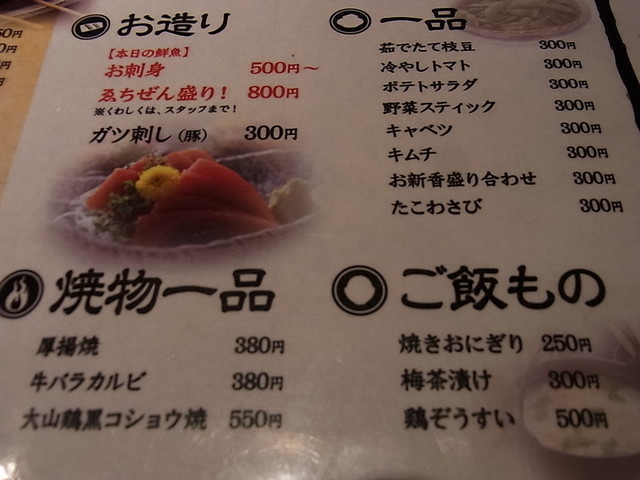 お造り
【本日の鮮魚】
お刺身 500円～
ゑちぜん盛り! 800円
※くわしくは、スタッフまで!
ガツ刺し(豚) 300円
一品
茹でたて枝豆 300円
冷やしトマト 300円
ポテトサラダ 300円
野菜スティック 300円
キャベツ 300円
キムチ 300円
お新香盛り合わせ 300円
たこわさび 300円
焼物一品
厚揚焼 380円
牛バラカルビ 380円
大山鶏黒コショウ焼 550円
ご飯もの
焼きおにぎり 250円
梅茶漬け 300円
鶏ぞうすい 500円